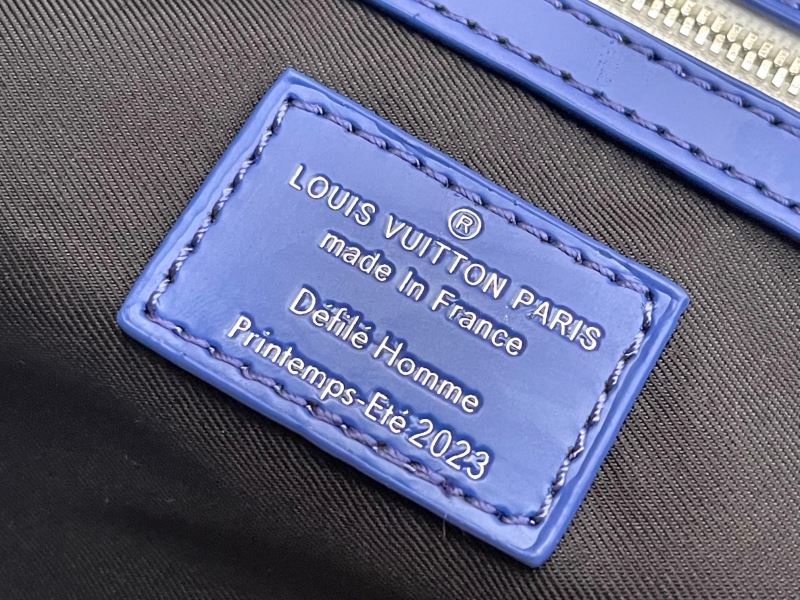 ®
LOUIS VUITTON PARIS
made In France
Défilé Homme
Printemps-Eté 2023